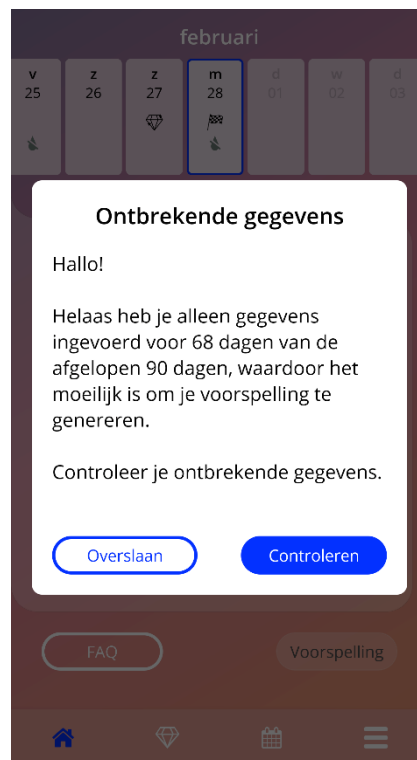 februari
v z z m d w d
25 26 27 28 01 02 03
Ontbrekende gegevens
Hallo!
Helaas heb je alleen gegevens
ingevoerd voor 68 dagen van de
afgelopen 90 dagen, waardoor het
moeilijk is om je voorspelling te
genereren.
Controleer je ontbrekende gegevens.
Overslaan Controleren
FAQ Voorspelling